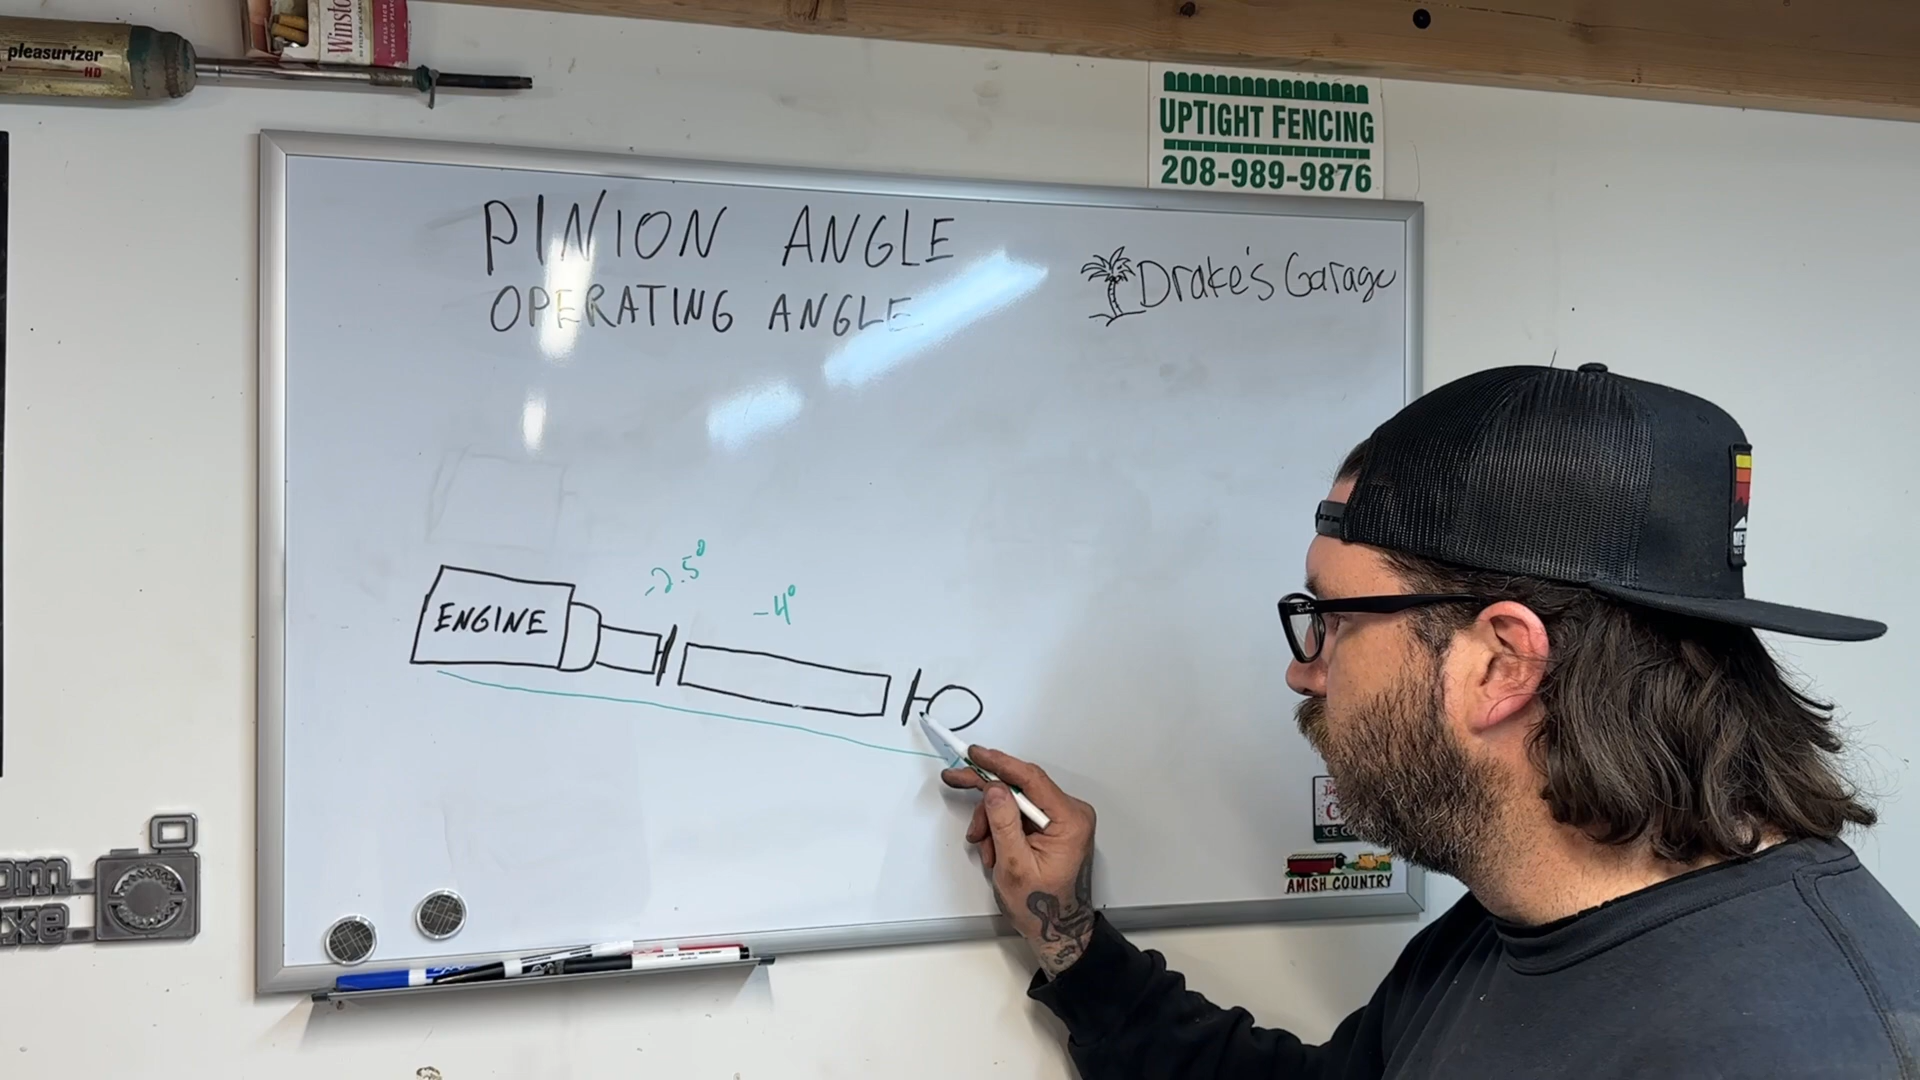 pleasurizer
HD
Winsto
UPTIGHT FENCING
208-989-9876
PINION ANGLE
OPERATING ANGLE
Drake's Garage
-2.5°
-4°
ENGINE
AMISH COUNTRY